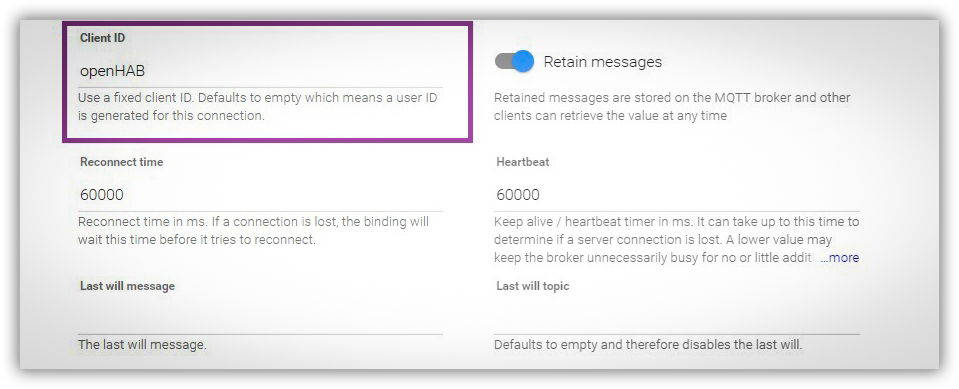 Client ID
openHAB
Use a fixed client ID. Defaults to empty which means a user ID
is generated for this connection.
Retain messages
Retained messages are stored on the MQTT broker and other
clients can retrieve the value at any time
Reconnect time
60000
Reconnect time in ms. If a connection is lost, the binding will
wait this time before it tries to reconnect.
Heartbeat
60000
Keep alive / heartbeat timer in ms. It can take up to this time to
determine if a server connection is lost. A lower value may
keep the broker unnecessarily busy for no or little additi ...more
Last will message
The last will message.
Last will topic
Defaults to empty and therefore disables the last will.